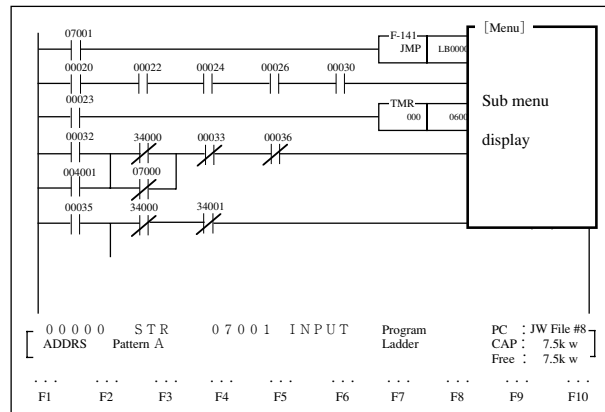 [Menu]
07001
F-141
JMP LB0000
00020 00022 00024 00026 00030
00023
TMR
000 0600
Sub menu
display
00032 34000 00033 00036
004001 07000
00035 34000 34001
00000 STR 07001 INPUT Program PC : JW File #8
ADDRS Pattern A Ladder CAP : 7.5k w
Free : 7.5k w
... ... ... ... ... ... ... ... ... ...
F1 F2 F3 F4 F5 F6 F7 F8 F9 F10